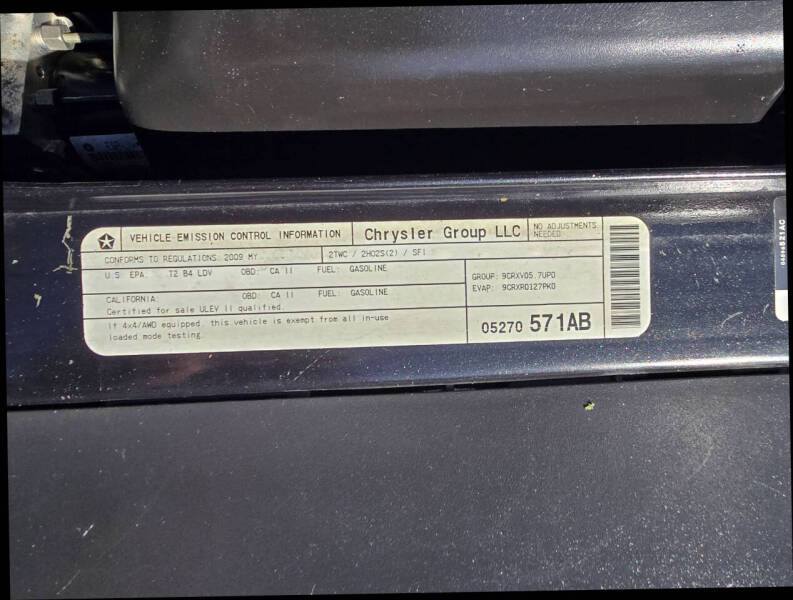 VEHICLE EMISSION CONTROL INFORMATION
Chrysler Group LLC
NO ADJUSTMENTS
NEEDED
CONFORMS TO REGULATIONS: 2009 MY
2TWC / 2HO2S(2) / SFI
U.S. EPA: T2 B4 LDV OBD: CA II FUEL: GASOLINE
CALIFORNIA: OBD: CA II FUEL: GASOLINE
Certified for sale ULEV II qualified.
GROUP: 9CRXV05.7UP0
EVAP: 9CRXR0127PK0
If 4x4/AWD equipped, this vehicle is exempt from all in-use
loaded mode testing.
05270 571AB